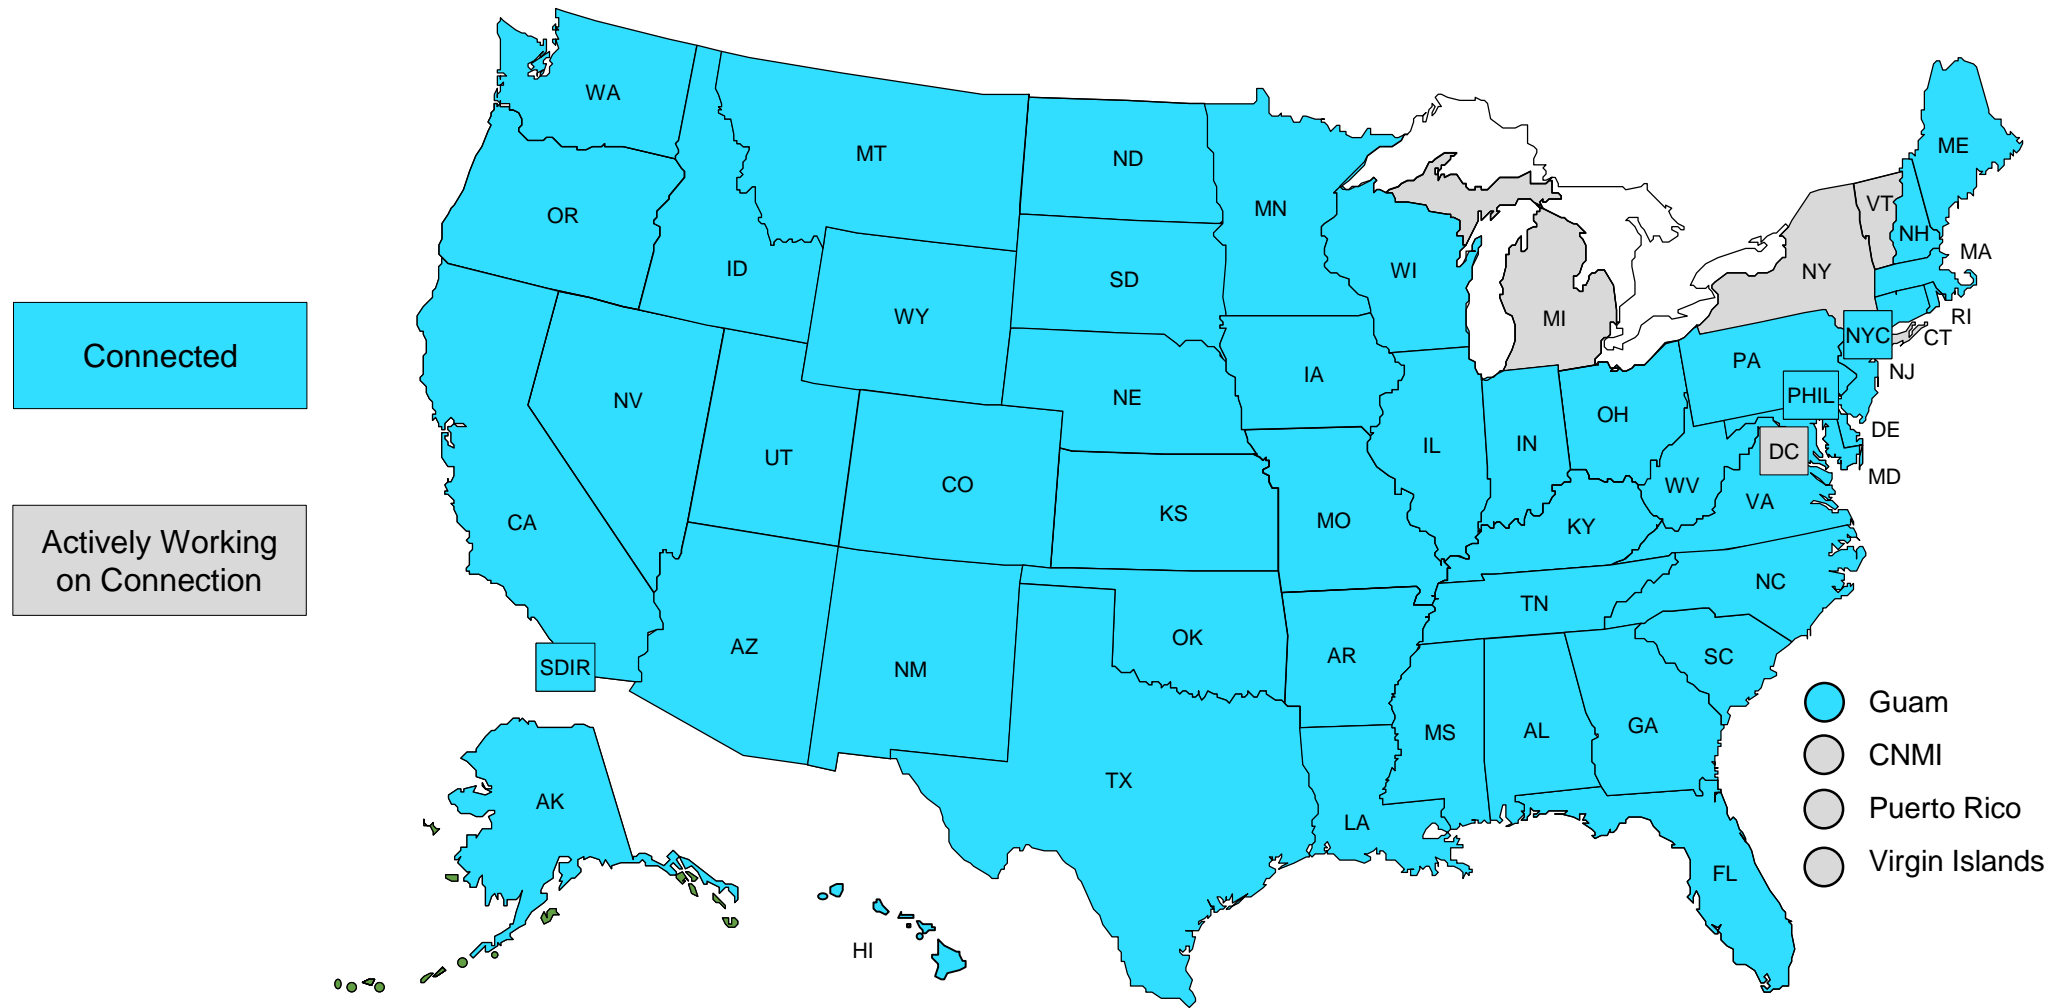 WA
MT
ND
ME
OR
MN
VT
NH
ID
SD
WI
NY
MA
WY
MI
RI
Connected
NYC
CT
IA
PA
NJ
NV
NE
OH
PHIL
UT
IL
IN
DE
DC
CO
WV
MD
CA
KS
MO
KY
VA
Actively Working
on Connection
NC
TN
AZ
OK
AR
SC
SDIR
NM
Guam
MS
AL
GA
CNMI
TX
AK
LA
Puerto Rico
FL
Virgin Islands
HI